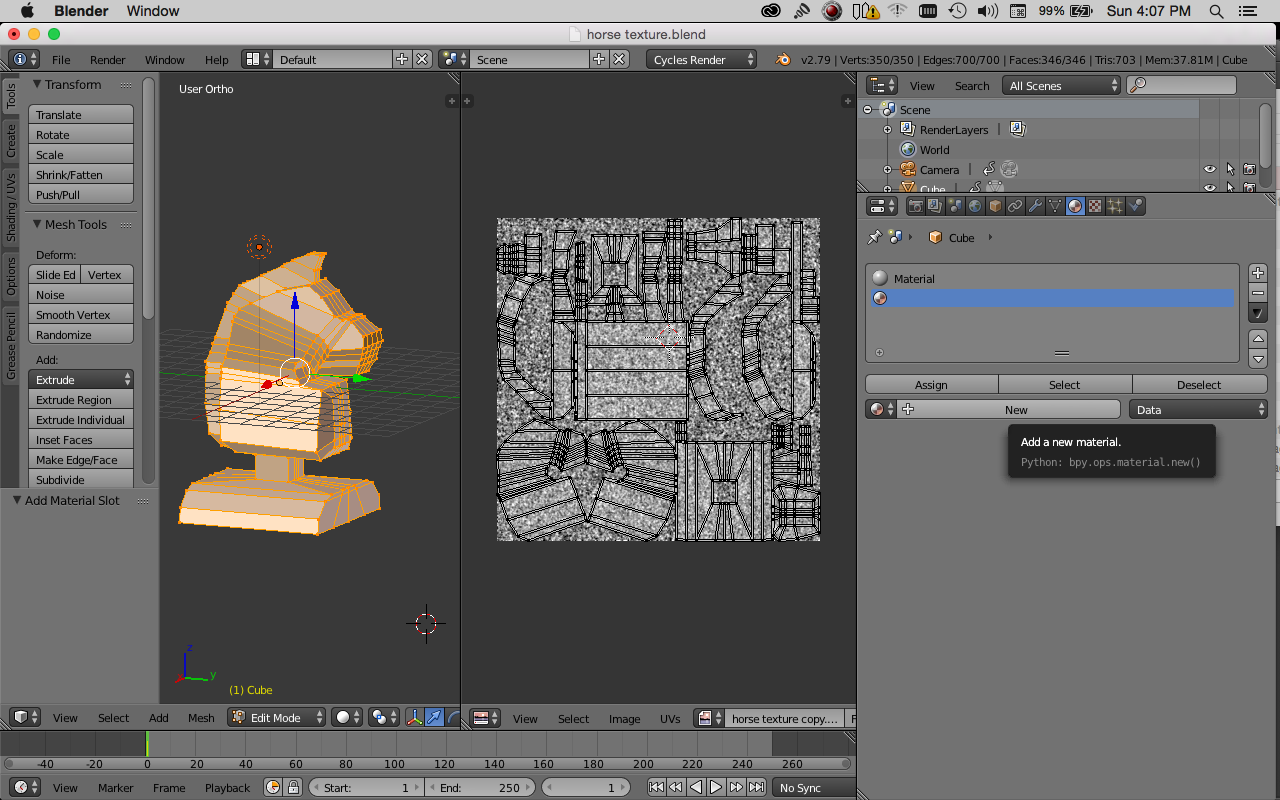 Blender Window 99% Sun 4:07 PM
horse texture.blend
File Render Window Help Default Scene Cycles Render v2.79 | Verts:350/350 | Edges:700/700 | Faces:346/346 | Tris:703 | Mem:37.81M | Cube
Tools
Create
Shading / UVs
Options
Grease Pencil
Transform
Translate
Rotate
Scale
Shrink/Fatten
Push/Pull
Mesh Tools
Deform:
Slide Ed Vertex
Noise
Smooth Vertex
Randomize
Add:
Extrude
Extrude Region
Extrude Individual
Inset Faces
Make Edge/Face
Subdivide
Add Material Slot
User Ortho
z
x
y
(1) Cube
View Search All Scenes
Scene
RenderLayers
World
Camera
Cube
Cube
Material
Assign Select Deselect
New Data
Add a new material.
Python: bpy.ops.material.new()
View Select Add Mesh Edit Mode
View Select Image UVs horse texture copy.... F
-40 -20 0 20 40 60 80 100 120 140 160 180 200 220 240 260
View Marker Frame Playback Start: 1 End: 250 1 No Sync